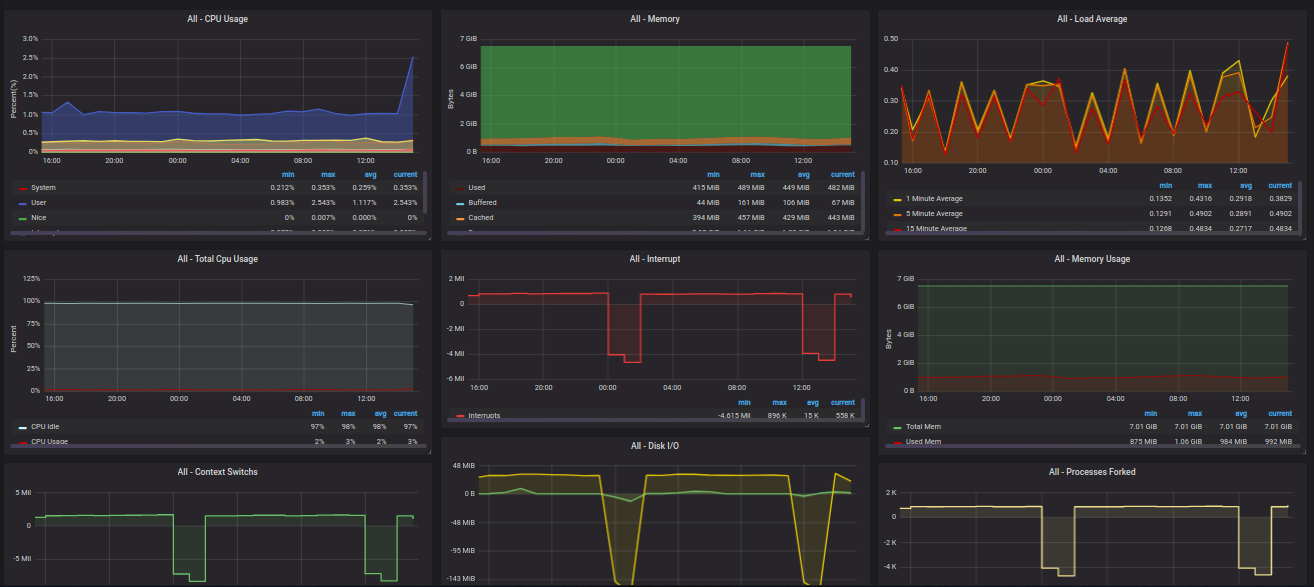 All - CPU Usage
3.0%
2.5%
2.0%
1.5%
1.0%
0.5%
0%
Percent(%)
16:00 20:00 00:00 04:00 08:00 12:00
min max avg current
System 0.212% 0.353% 0.259% 0.353%
User 0.983% 2.543% 1.117% 2.543%
Nice 0% 0.007% 0.000% 0%
All - Memory
7 GiB
6 GiB
4 GiB
2 GiB
0 B
Bytes
16:00 20:00 00:00 04:00 08:00 12:00
min max avg current
Used 415 MiB 489 MiB 449 MiB 482 MiB
Buffered 44 MiB 161 MiB 106 MiB 67 MiB
Cached 394 MiB 457 MiB 429 MiB 443 MiB
All - Load Average
0.50
0.40
0.30
0.20
0.10
16:00 20:00 00:00 04:00 08:00 12:00
min max avg current
1 Minute Average 0.1352 0.4316 0.2918 0.3829
5 Minute Average 0.1291 0.4902 0.2891 0.4902
15 Minute Average 0.1268 0.4834 0.2717 0.4834
All - Total Cpu Usage
125%
100%
75%
50%
25%
0%
Percent
16:00 20:00 00:00 04:00 08:00 12:00
min max avg current
CPU Idle 97% 98% 98% 97%
CPU Usage 2% 3% 2% 3%
All - Interrupt
2 Mil
0
-2 Mil
-4 Mil
-6 Mil
16:00 20:00 00:00 04:00 08:00 12:00
min max avg current
Interrupts -4.615 Mil 896 K 15 K 558 K
All - Memory Usage
7 GiB
6 GiB
4 GiB
2 GiB
0 B
Bytes
16:00 20:00 00:00 04:00 08:00 12:00
min max avg current
Total Mem 7.01 GiB 7.01 GiB 7.01 GiB 7.01 GiB
Used Mem 875 MiB 1.06 GiB 984 MiB 992 MiB
All - Context Switchs
5 Mil
0
-5 Mil
All - Disk I/O
48 MiB
0 B
-48 MiB
-95 MiB
-143 MiB
All - Processes Forked
2 K
0
-2 K
-4 K